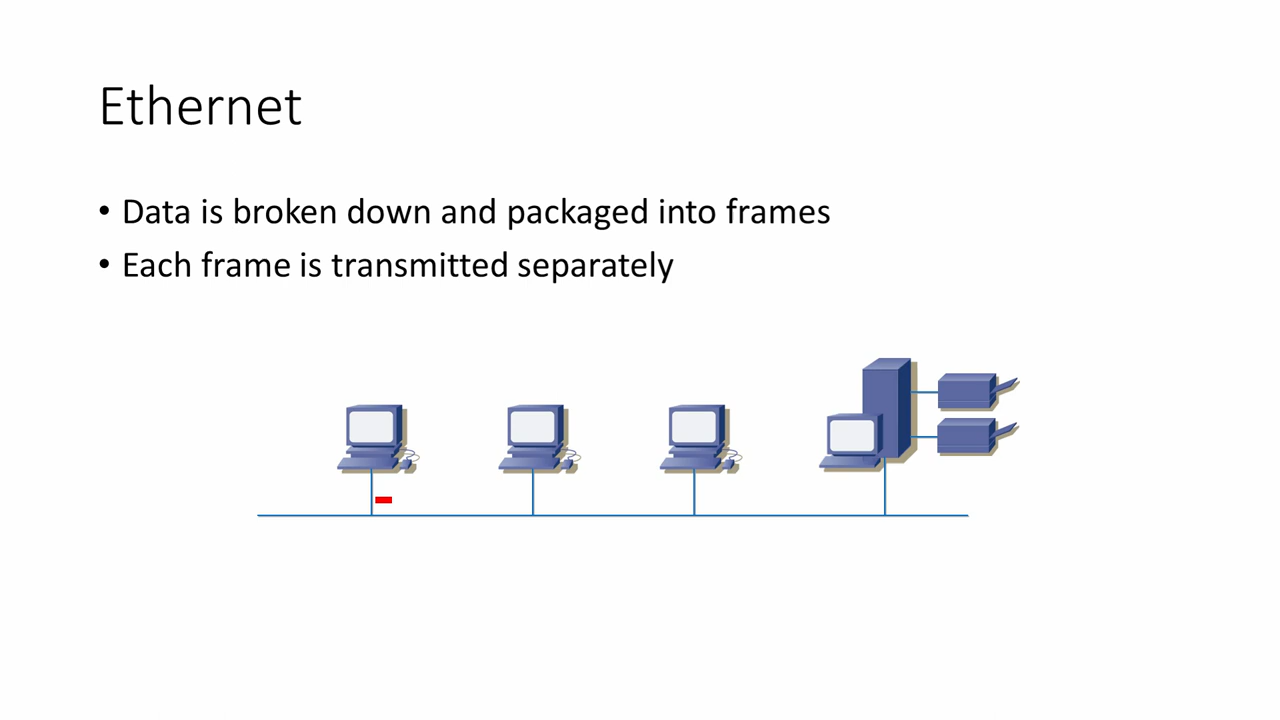 Ethernet
• Data is broken down and packaged into frames
• Each frame is transmitted separately